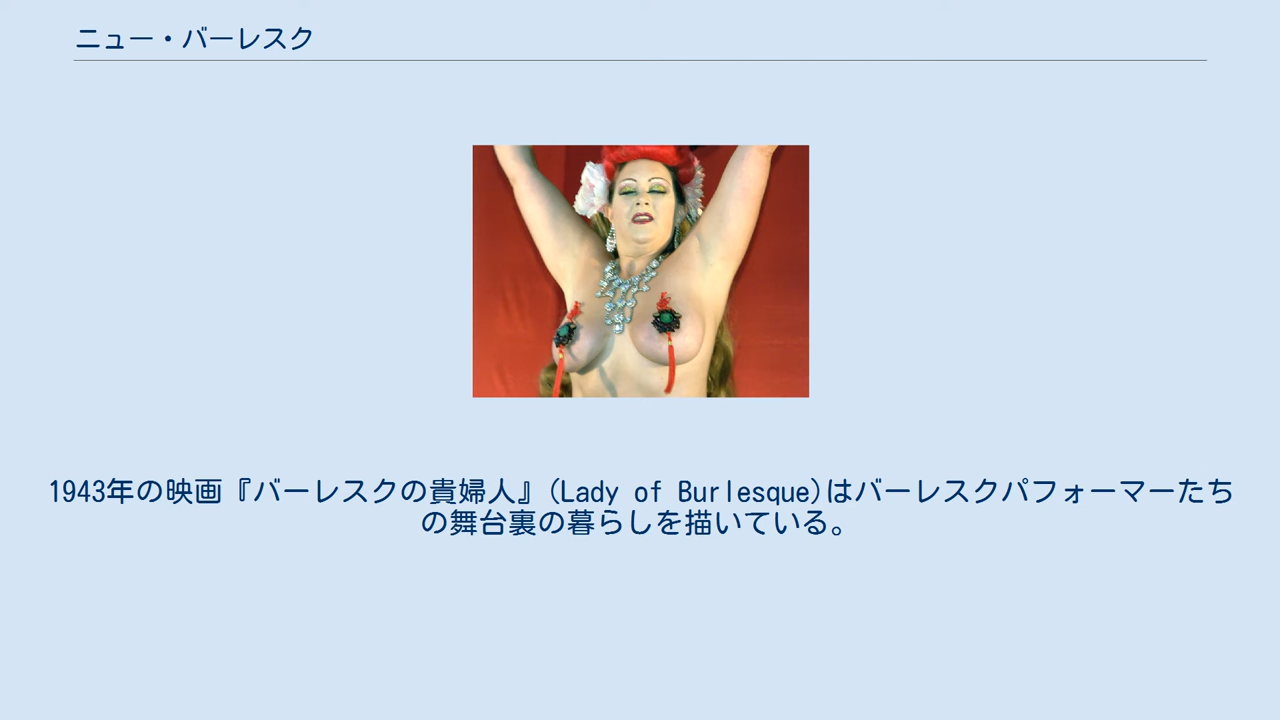 ニュー・バーレスク
1943年の映画『バーレスクの貴婦人』(Lady of Burlesque)はバーレスクパフォーマーたち
の舞台裏の暮らしを描いている。